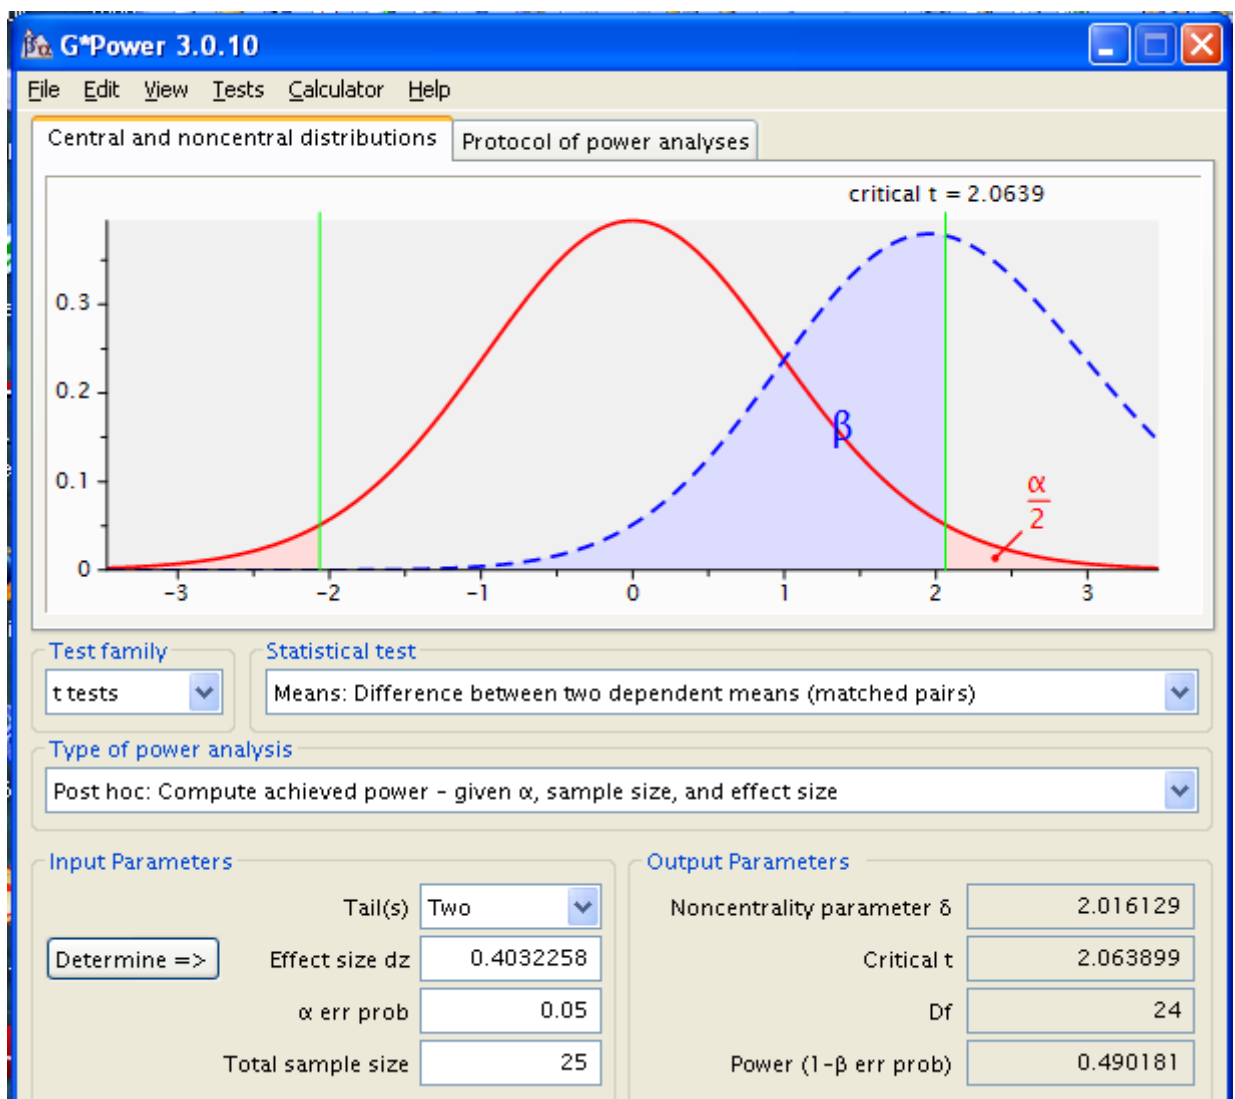 G*Power 3.0.10
File Edit View Tests Calculator Help
Central and noncentral distributions Protocol of power analyses
critical t = 2.0639
0.3
0.2
0.1
0
β
α
2
-3 -2 -1 0 1 2 3
Test family Statistical test
t tests Means: Difference between two dependent means (matched pairs)
Type of power analysis
Post hoc: Compute achieved power – given α, sample size, and effect size
Input Parameters Output Parameters
Tail(s) Two Noncentrality parameter δ 2.016129
Determine => Effect size dz 0.4032258 Critical t 2.063899
α err prob 0.05 Df 24
Total sample size 25 Power (1-β err prob) 0.490181